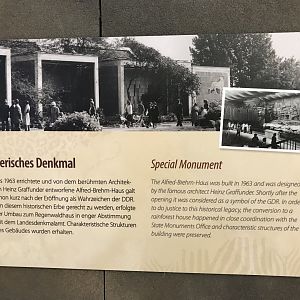 erisches Denkmal
s 1963 errichtete und von dem berühmten Architek-
Heinz Graffunder entworfene Alfred-Brehm-Haus galt
on kurz nach der Eröffnung als Wahrzeichen der DDR.
diesem historischen Erbe gerecht zu werden, erfolgte
r Umbau zum Regenwaldhaus in enger Abstimmung
t dem Landesdenkmalamt. Charakteristische Strukturen
s Gebäudes wurden erhalten.
Special Monument
The Alfred-Brehm-Haus was built in 1963 and was designed
by the famous architect Heinz Graffunder. Shortly after the
opening it was considered as a symbol of the GDR. In order
to do justice to this historical legacy, the conversion to a
rainforest house happened in close coordination with the
State Monuments Office and characteristic structures of the
building were preserved.